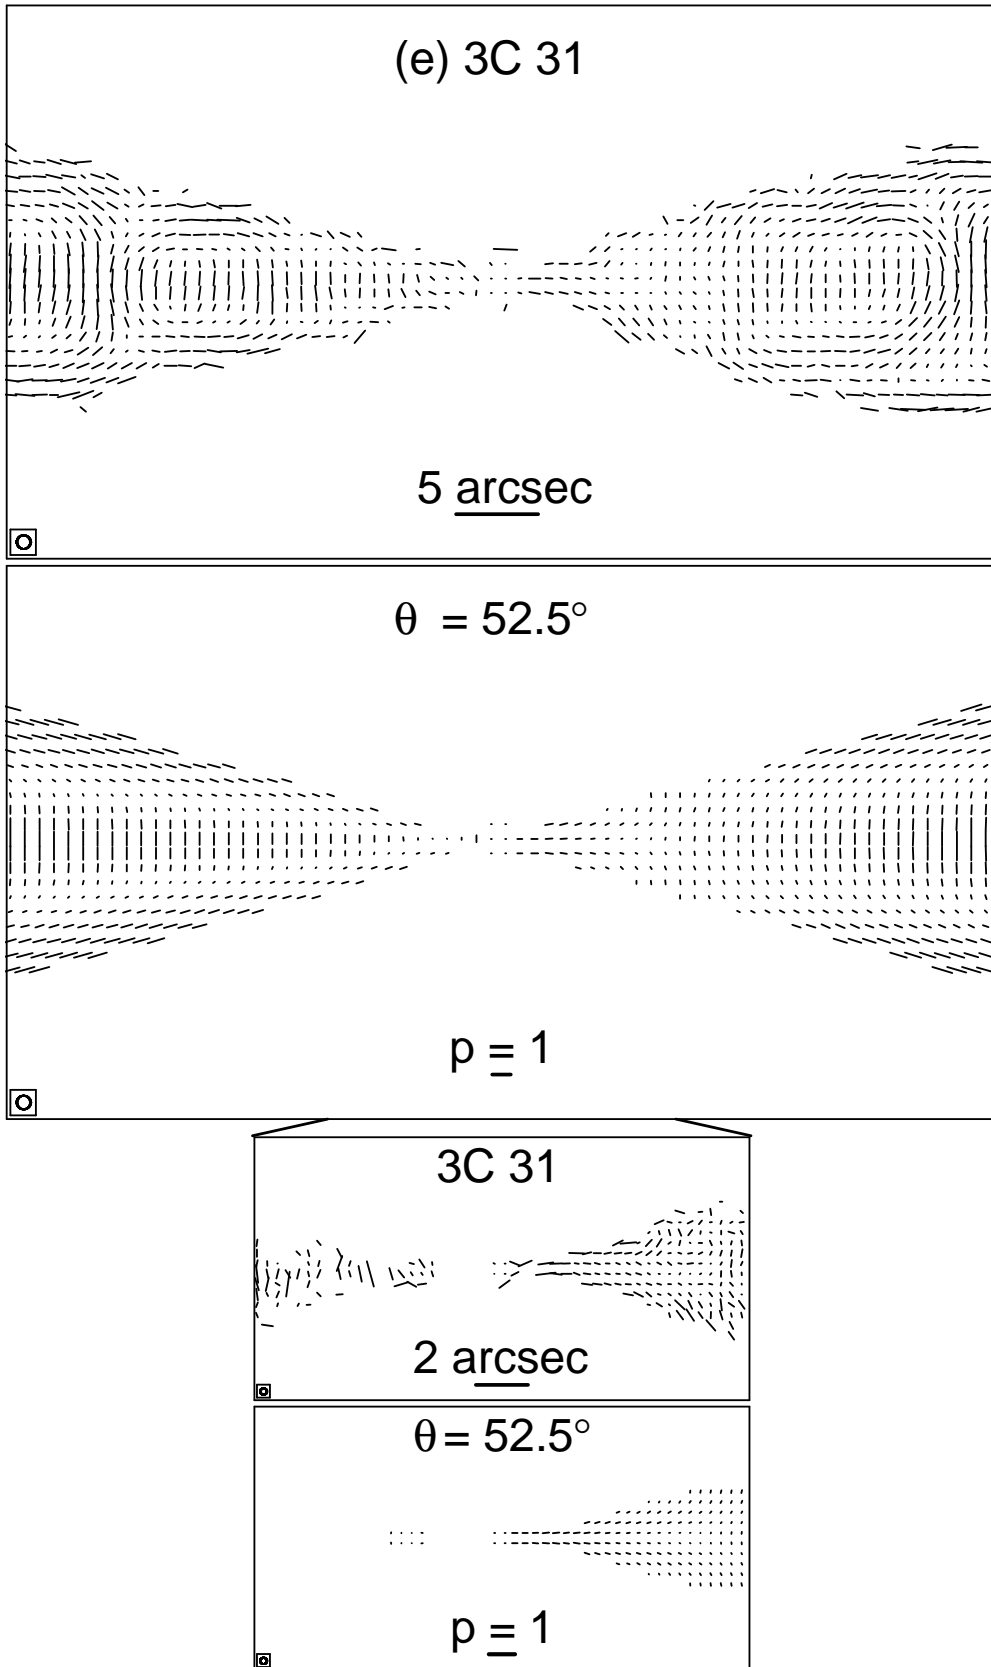 (e) 3C 31
5 arcsec
θ = 52.5°
p = 1
3C 31
2 arcsec
θ = 52.5°
p = 1